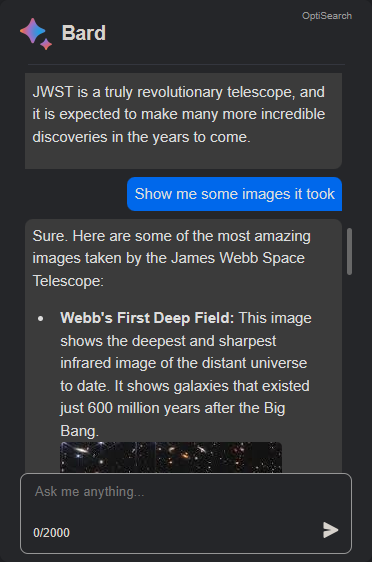 OptiSearch
Bard
JWST is a truly revolutionary telescope, and
it is expected to make many more incredible
discoveries in the years to come.
Show me some images it took
Sure. Here are some of the most amazing
images taken by the James Webb Space
Telescope:
• Webb's First Deep Field: This image
shows the deepest and sharpest
infrared image of the distant universe
to date. It shows galaxies that existed
just 600 million years after the Big
Bang.
Ask me anything...
0/2000